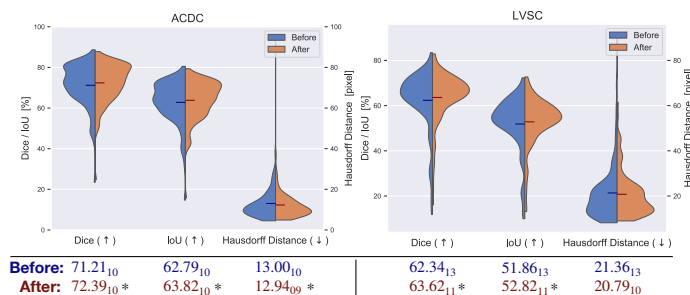 ACDC
LVSC
100
80
60
40
20
0
Dice / IoU [%]
Before
After
100
80
60
40
20
0
Hausdorff Distance [pixel]
Dice ( ↑ ) IoU ( ↑ ) Hausdorff Distance ( ↓ )
80
60
40
20
Dice / IoU [%]
Before
After
80
60
40
20
Hausdorff Distance [pixel]
Dice ( ↑ ) IoU ( ↑ ) Hausdorff Distance ( ↓ )
Before: 71.21₁₀ 62.79₁₀ 13.00₁₀ 62.34₁₃ 51.86₁₃ 21.36₁₃
After: 72.39₁₀ * 63.82₁₀ * 12.94₀₉ * 63.62₁₁ * 52.82₁₁ * 20.79₁₀